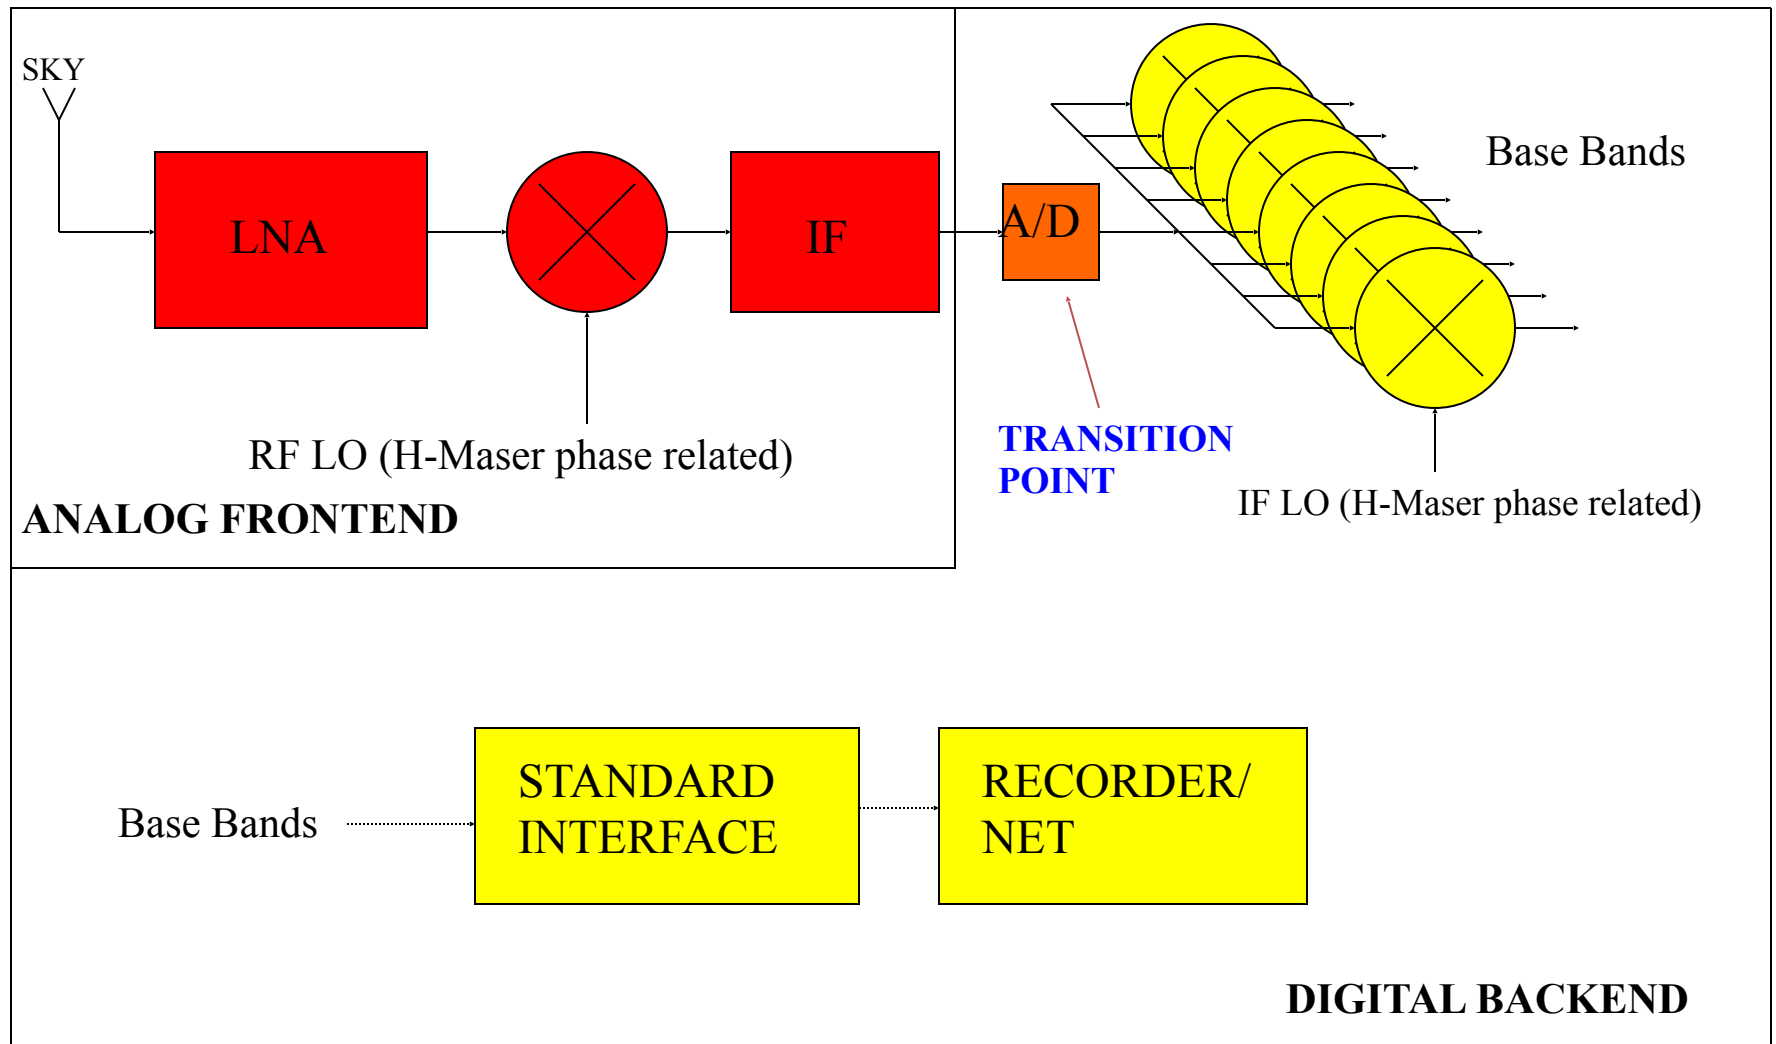 SKY
LNA
IF
A/D
Base Bands
RF LO (H-Maser phase related)
ANALOG FRONTEND
TRANSITION
POINT
IF LO (H-Maser phase related)
Base Bands
STANDARD
INTERFACE
RECORDER/
NET
DIGITAL BACKEND